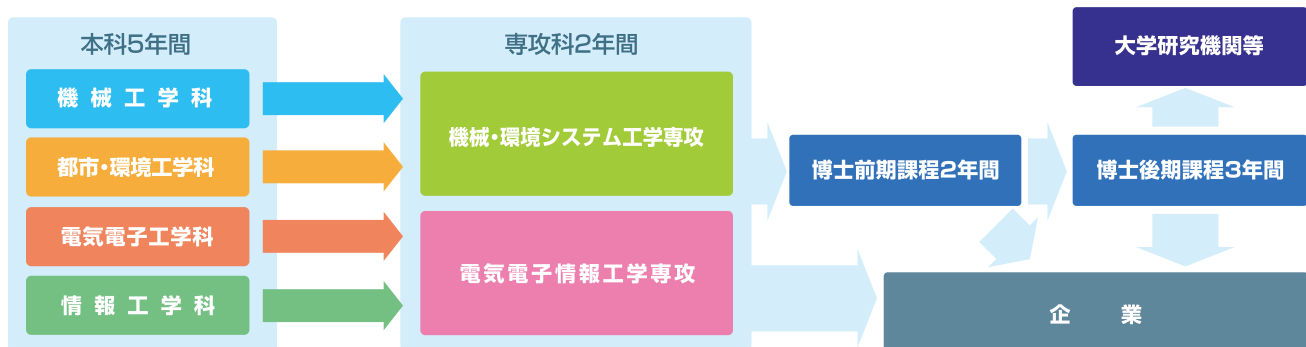 本科5年間
機械工学科
都市・環境工学科
電気電子工学科
情報工学科
専攻科2年間
機械・環境システム工学専攻
電気電子情報工学専攻
博士前期課程2年間
大学研究機関等
博士後期課程3年間
企業